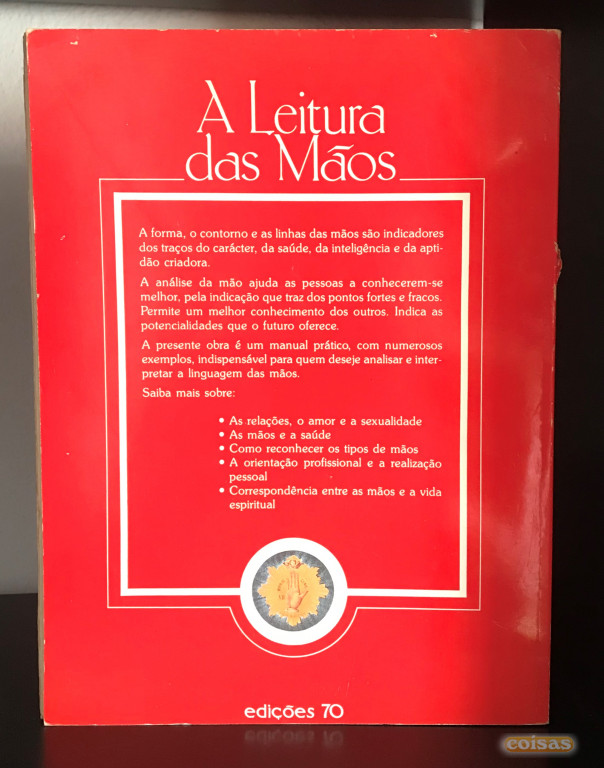 A Leitura
das Mãos
A forma, o contorno e as linhas das mãos são indicadores
dos traços do carácter, da saúde, da inteligência e da apti-
dão criadora.
A análise da mão ajuda as pessoas a conhecerem-se
melhor, pela indicação que traz dos pontos fortes e fracos.
Permite um melhor conhecimento dos outros. Indica as
potencialidades que o futuro oferece.
A presente obra é um manual prático, com numerosos
exemplos, indispensável para quem deseje analisar e inter-
pretar a linguagem das mãos.
Saiba mais sobre:
• As relações, o amor e a sexualidade
• As mãos e a saúde
• Como reconhecer os tipos de mãos
• A orientação profissional e a realização
pessoal
• Correspondência entre as mãos e a vida
espiritual
edições 70
coisas